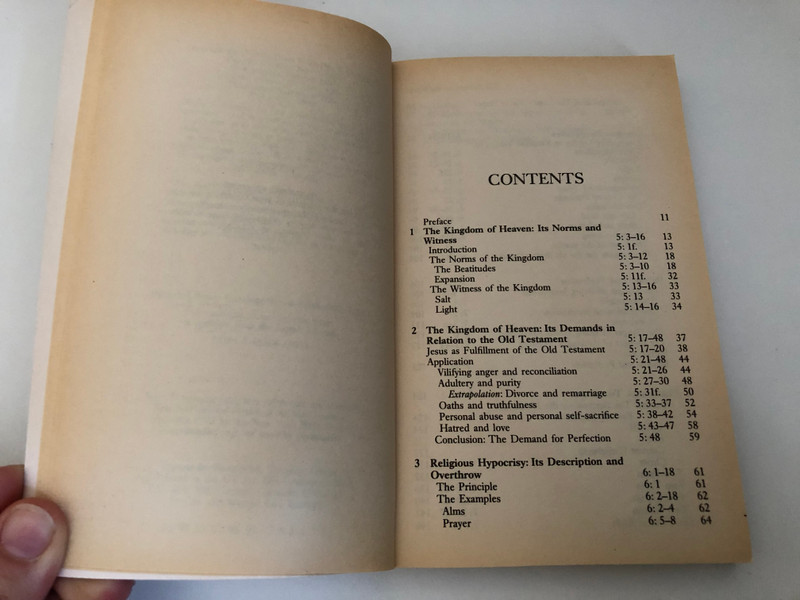 CONTENTS
Preface 11
1 The Kingdom of Heaven: Its Norms and
Witness 5: 3–16 13
Introduction 5: 1f. 13
The Norms of the Kingdom 5: 3–12 18
The Beatitudes 5: 3–10 18
Expansion 5: 11f. 32
The Witness of the Kingdom 5: 13–16 33
Salt 5: 13 33
Light 5: 14–16 34
2 The Kingdom of Heaven: Its Demands in
Relation to the Old Testament 5: 17–48 37
Jesus as Fulfillment of the Old Testament 5: 17–20 38
Application 5: 21–48 44
Vilifying anger and reconciliation 5: 21–26 44
Adultery and purity 5: 27–30 48
Extrapolation: Divorce and remarriage 5: 31f. 50
Oaths and truthfulness 5: 33–37 52
Personal abuse and personal self-sacrifice 5: 38–42 54
Hatred and love 5: 43–47 58
Conclusion: The Demand for Perfection 5: 48 59
3 Religious Hypocrisy: Its Description and
Overthrow 6: 1–18 61
The Principle 6: 1 61
The Examples 6: 2–18 62
Alms 6: 2–4 62
Prayer 6: 5–8 64